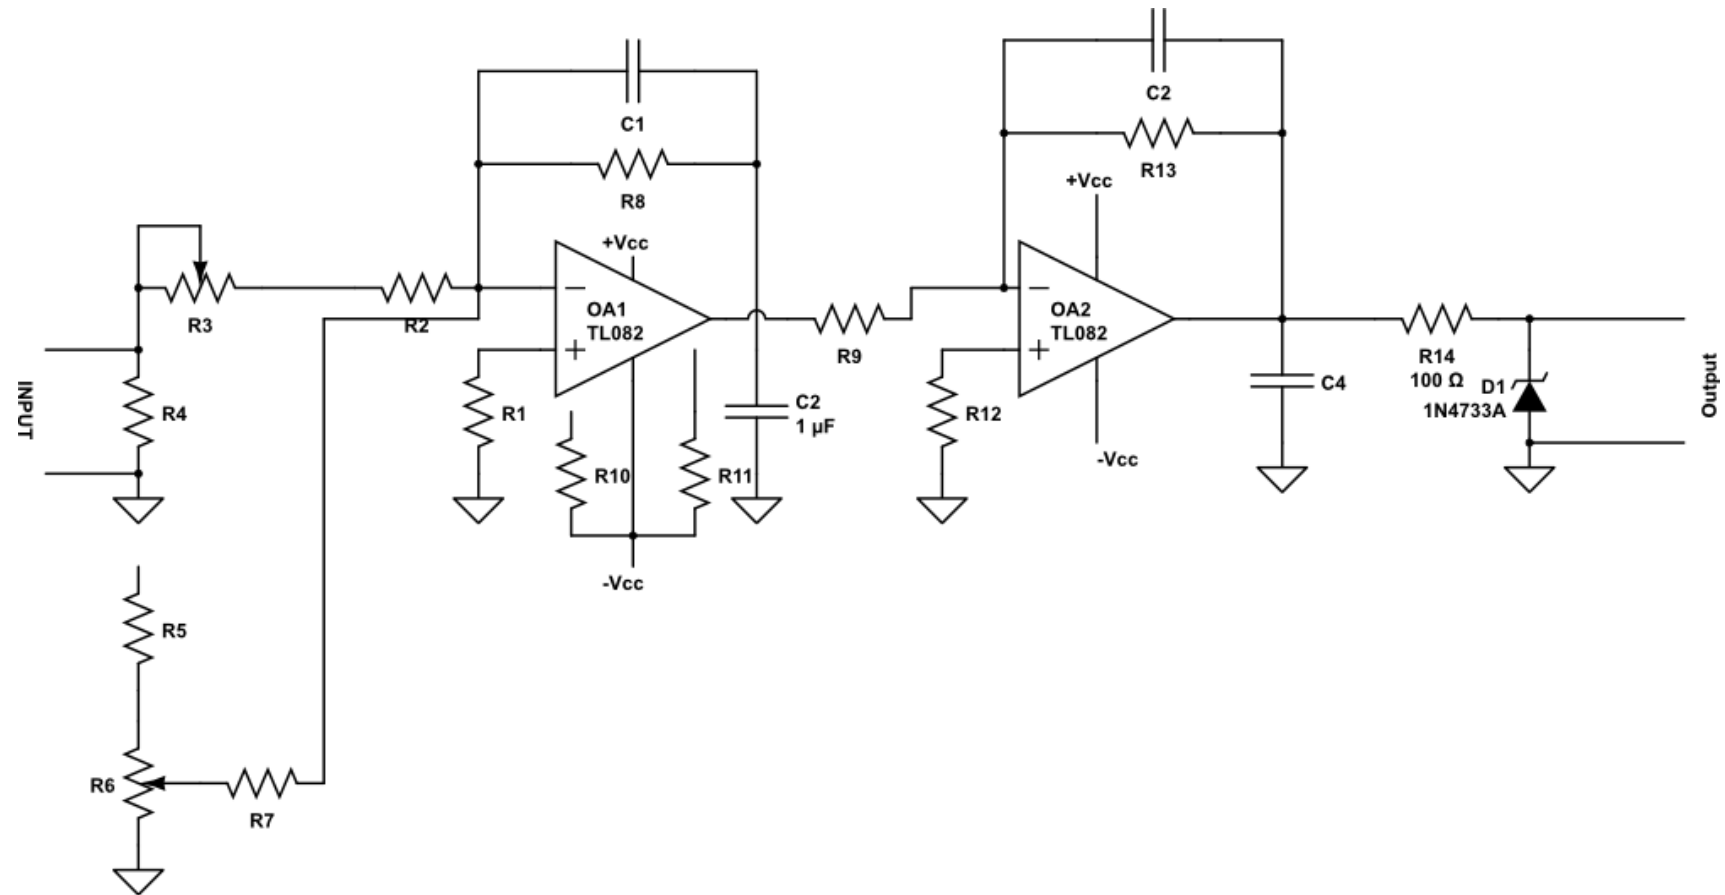 C2
C1
R13
+Vcc
R8
+Vcc
OA1
TL082
OA2
TL082
R3
R2
R9
R14
100 Ω
D1
1N4733A
C4
INPUT
R4
R1
C2
1 µF
R12
Output
-Vcc
R10
R11
-Vcc
R5
R6
R7
−
+
−
+